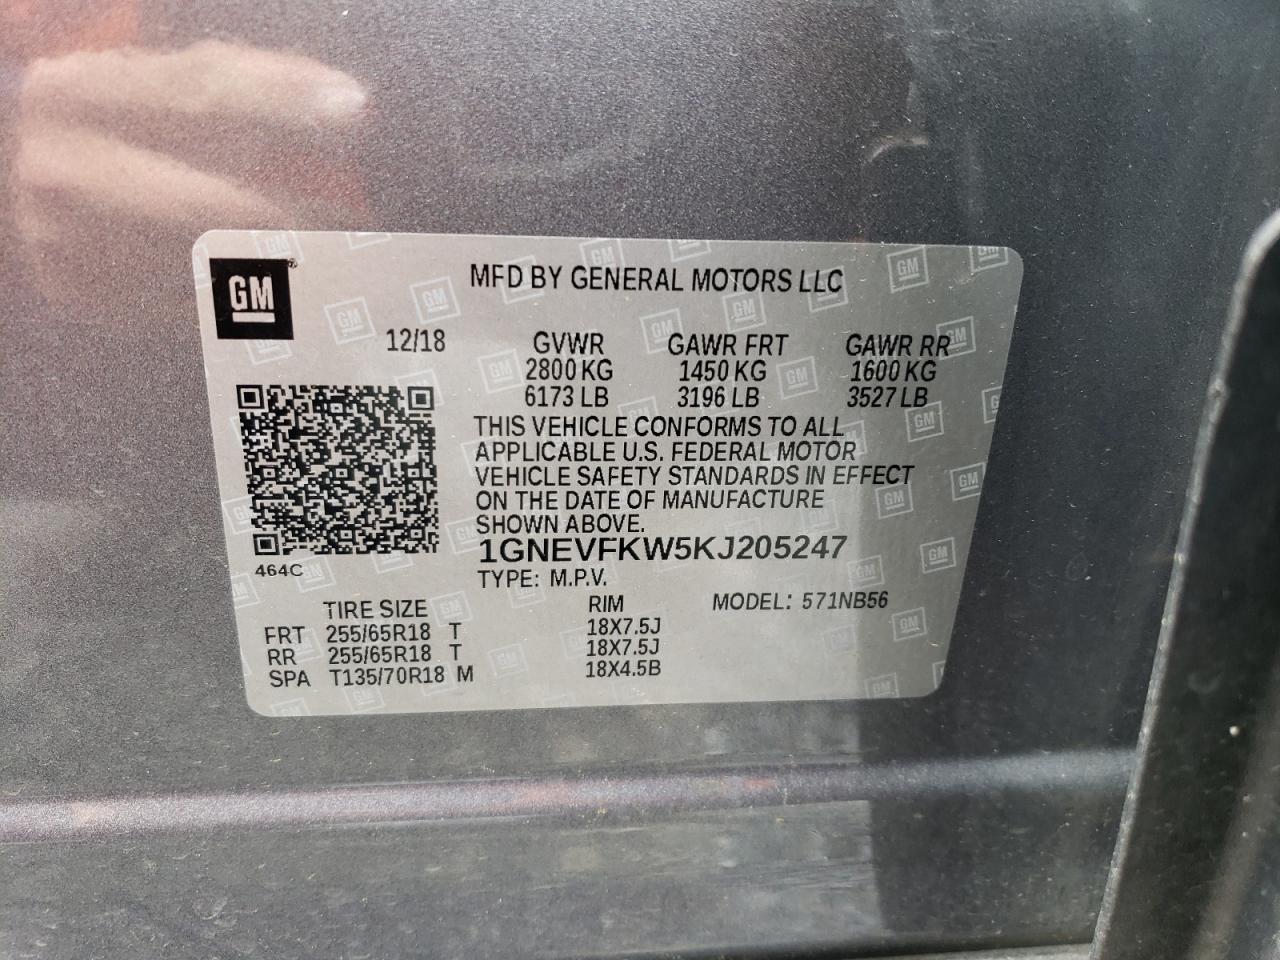 GM
MFD BY GENERAL MOTORS LLC
12/18 GVWR GAWR FRT GAWR RR
2800 KG 1450 KG 1600 KG
6173 LB 3196 LB 3527 LB
THIS VEHICLE CONFORMS TO ALL
APPLICABLE U.S. FEDERAL MOTOR
VEHICLE SAFETY STANDARDS IN EFFECT
ON THE DATE OF MANUFACTURE
SHOWN ABOVE.
1GNEVFKW5KJ205247
464C
TYPE: M.P.V.
TIRE SIZE RIM MODEL: 571NB56
FRT 255/65R18 T 18X7.5J
RR 255/65R18 T 18X7.5J
SPA T135/70R18 M 18X4.5B